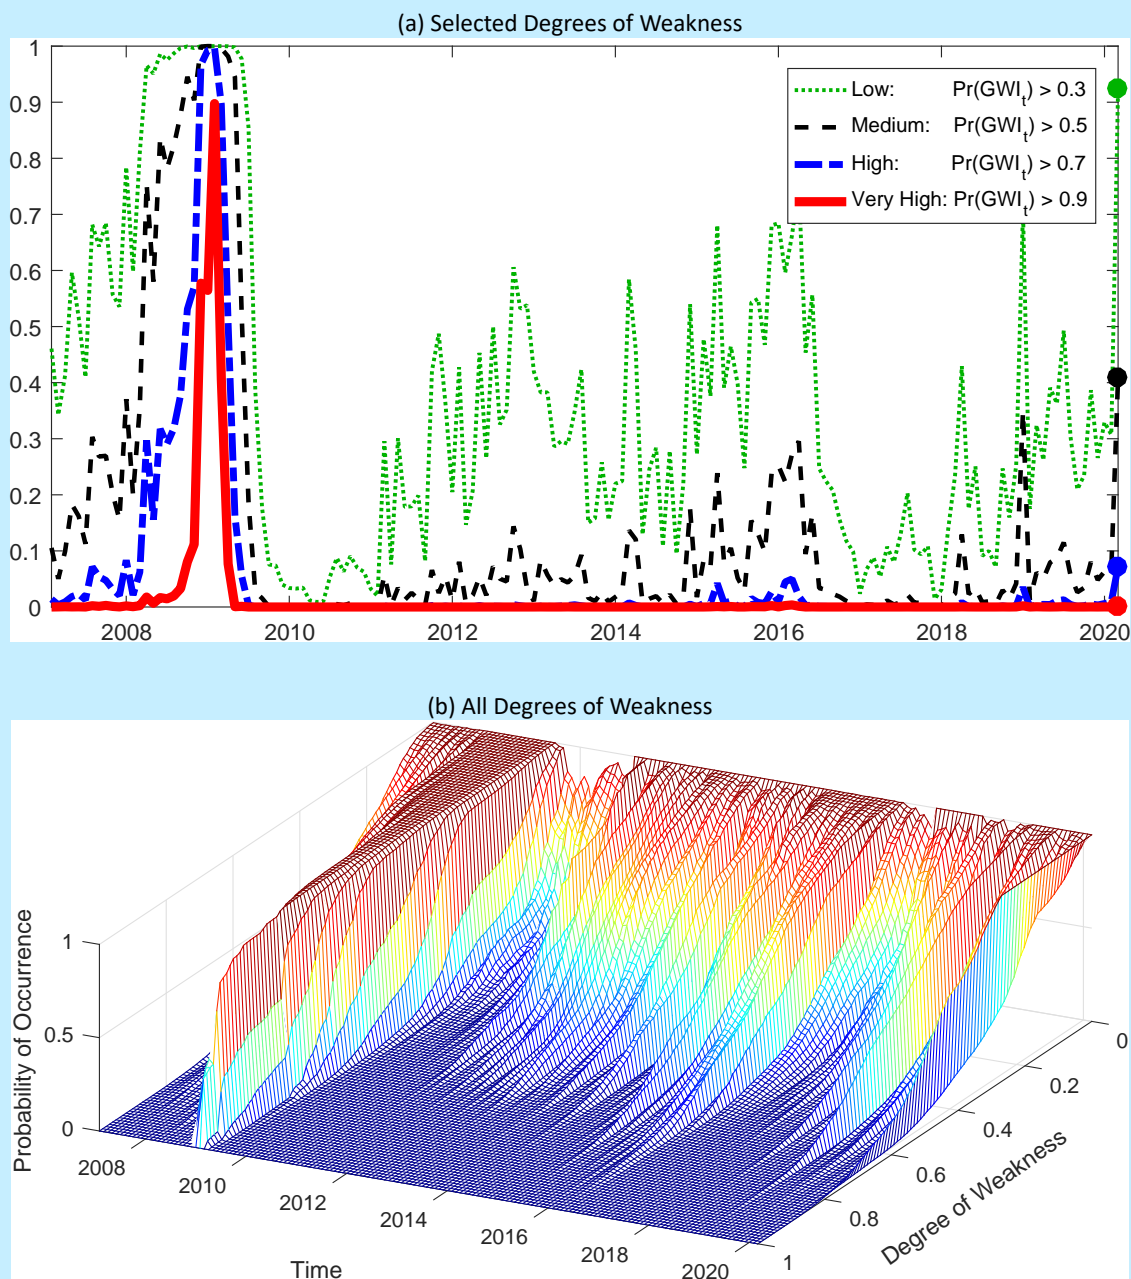 (a) Selected Degrees of Weakness
1
0.9
0.8
0.7
0.6
0.5
0.4
0.3
0.2
0.1
0
Low: Pr(GWI_t) > 0.3
Medium: Pr(GWI_t) > 0.5
High: Pr(GWI_t) > 0.7
Very High: Pr(GWI_t) > 0.9
2008 2010 2012 2014 2016 2018 2020
(b) All Degrees of Weakness
Probability of Occurrence
1
0.5
0
2008
2010
2012
2014
2016
2018
2020
Time
0
0.2
0.4
0.6
0.8
1
Degree of Weakness